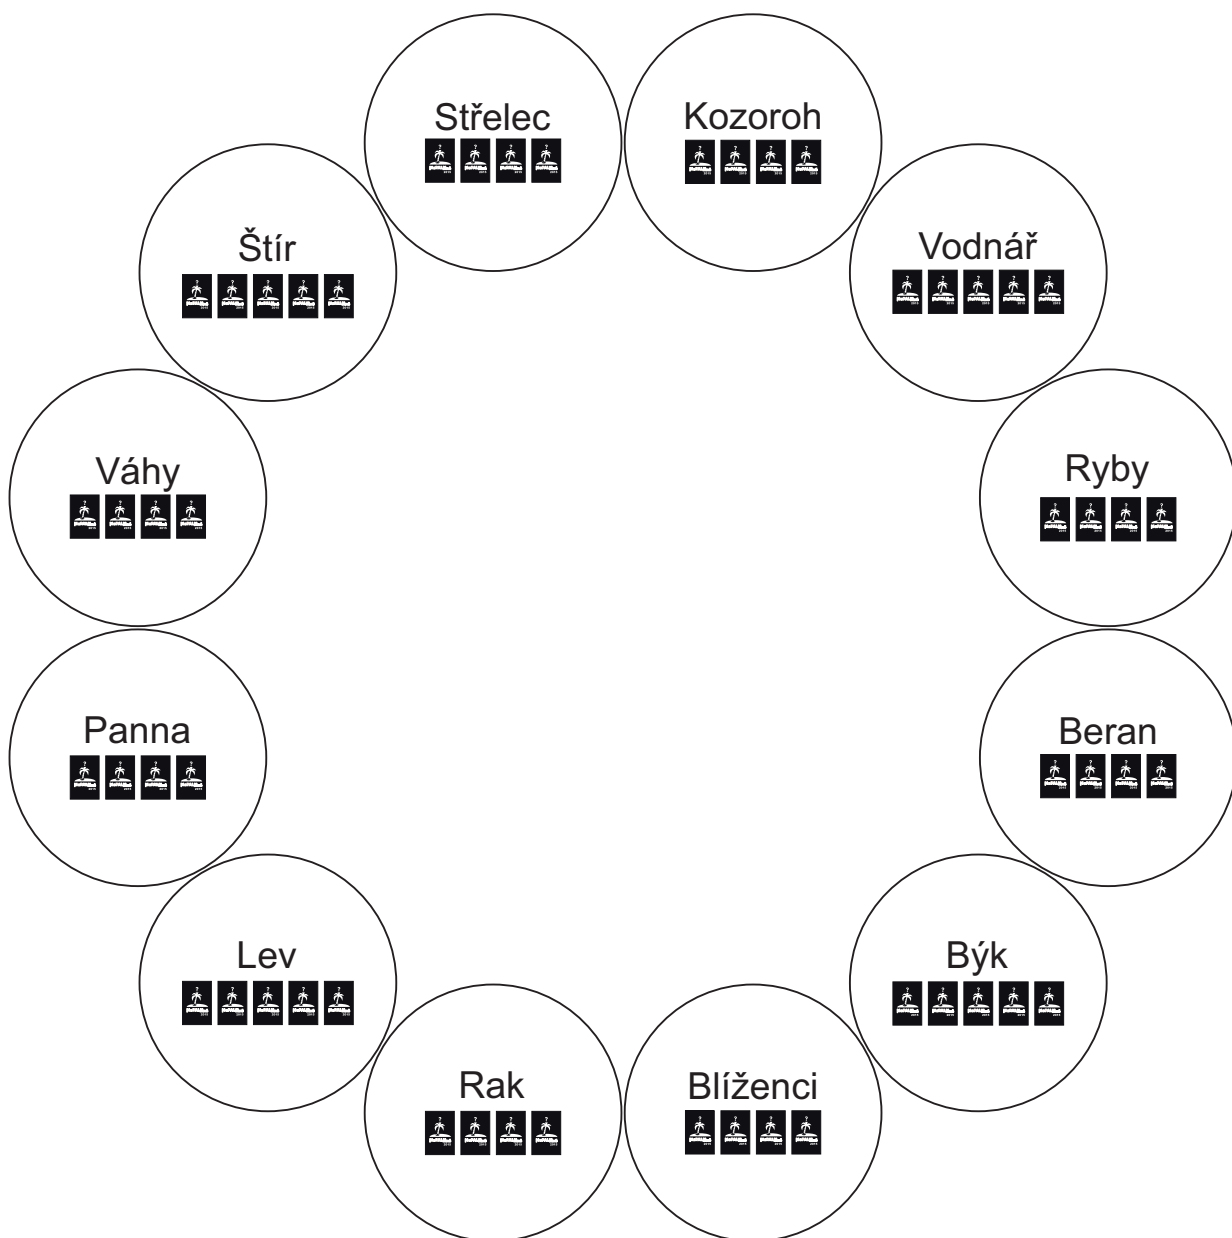 Střelec
Kozoroh
Štír
Vodnář
Váhy
Ryby
Panna
Beran
Lev
Býk
Rak
Blíženci